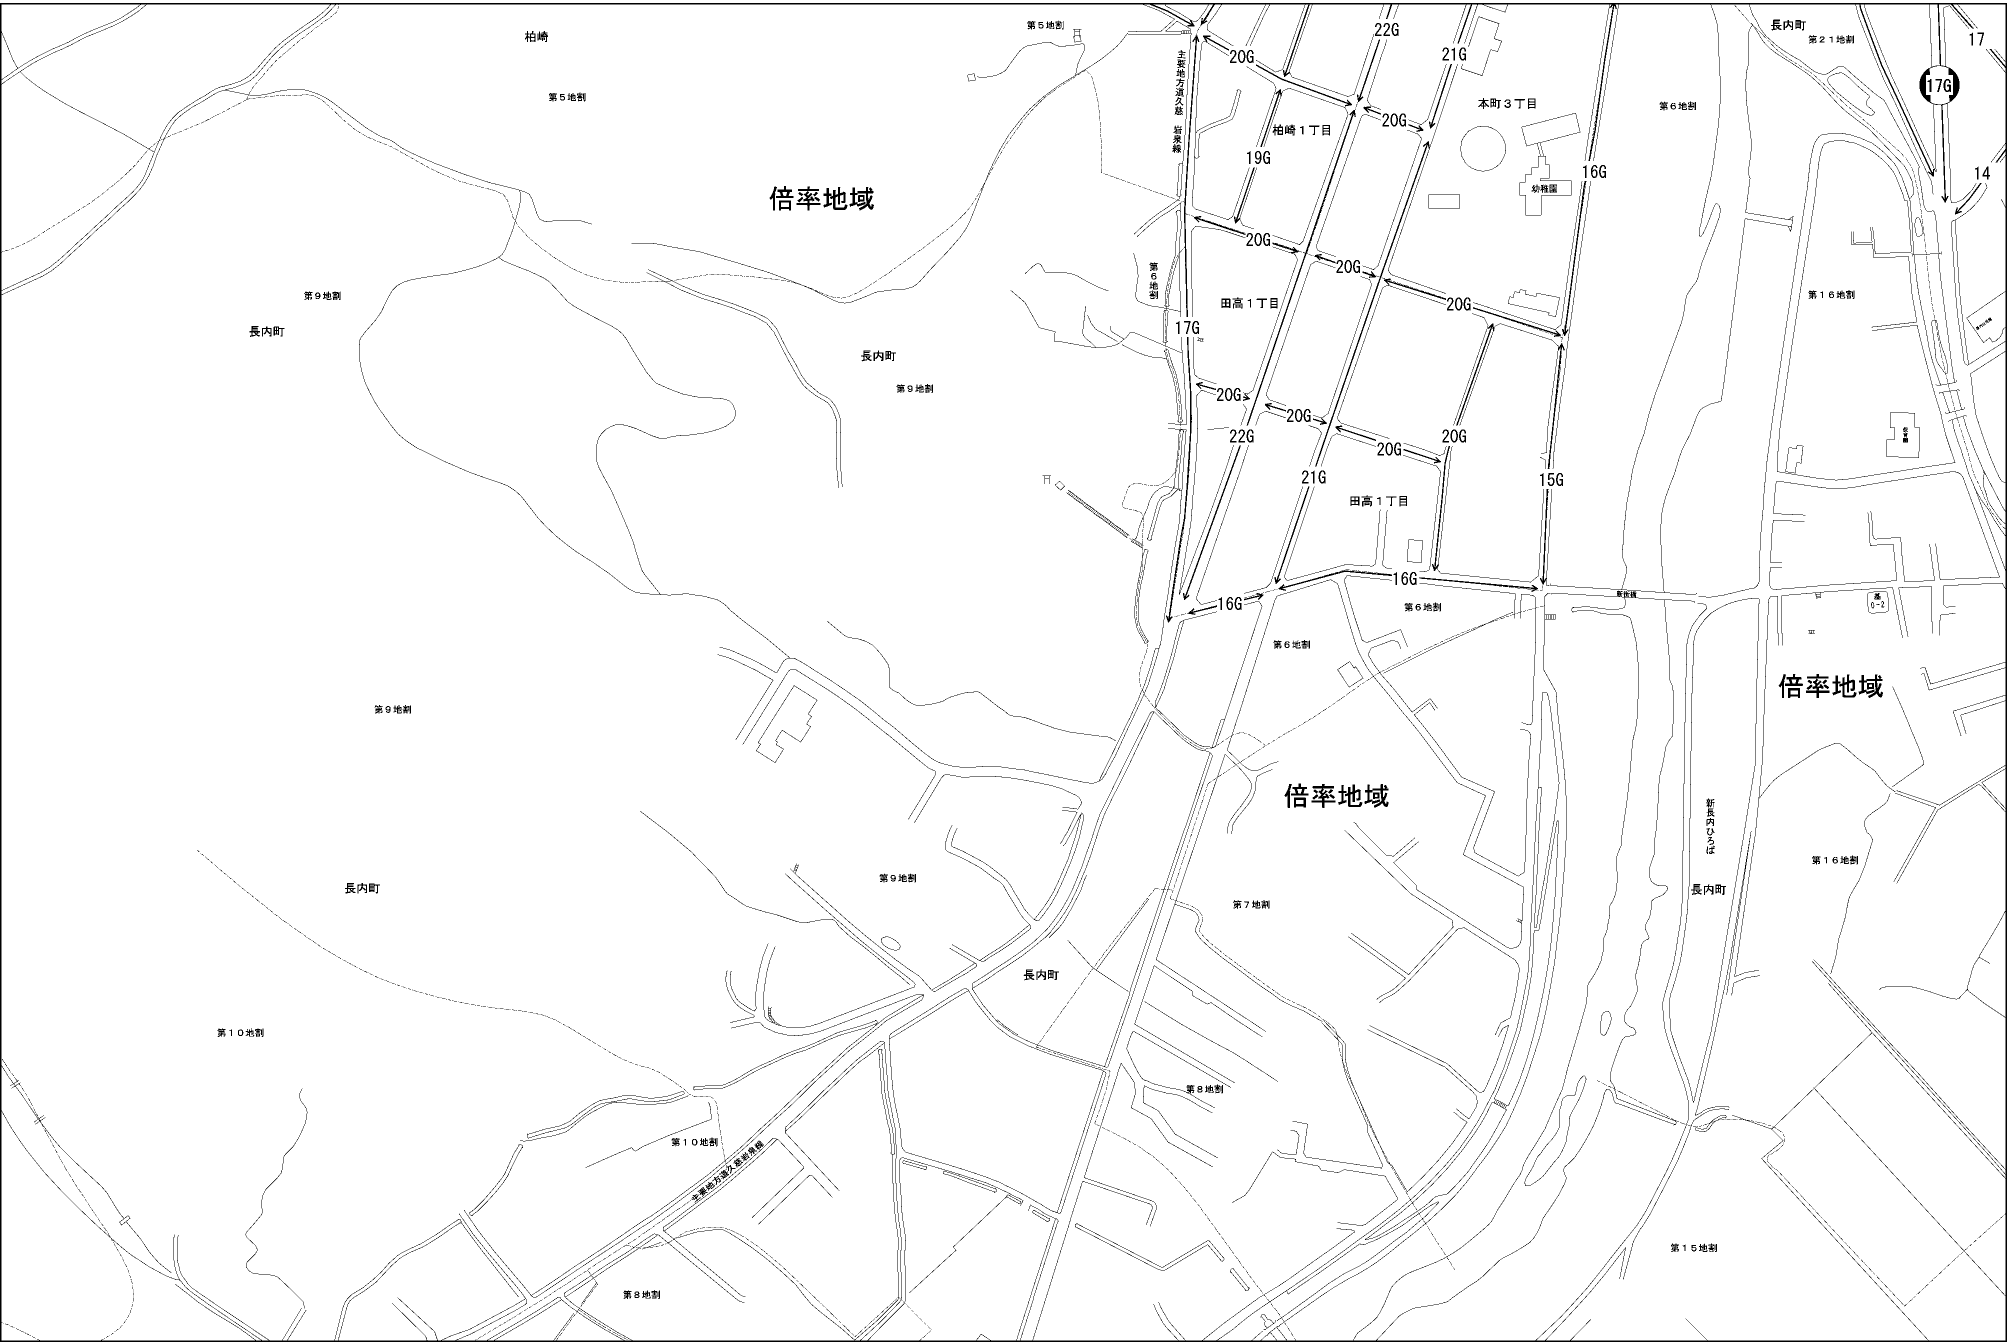 柏崎
第5地割
第5地割
主要地方道久慈 岩泉線
20G
22G
21G
本町3丁目
長内町
第21地割
17
17G
第6地割
20G
柏崎1丁目
19G
16G
14
幼稚園
倍率地域
20G
20G
20G
第6地割
田高1丁目
第9地割
長内町
17G
長内町
第9地割
第16地割
20G
20G
22G
20G
20G
保育園
21G
15G
田高1丁目
16G
16G
新街橋
第6地割
基
0-2
第6地割
倍率地域
第9地割
倍率地域
新長内ひろば
第16地割
長内町
第9地割
長内町
第7地割
長内町
第10地割
第8地割
第10地割
主要地方道久慈岩泉線
第15地割
第8地割